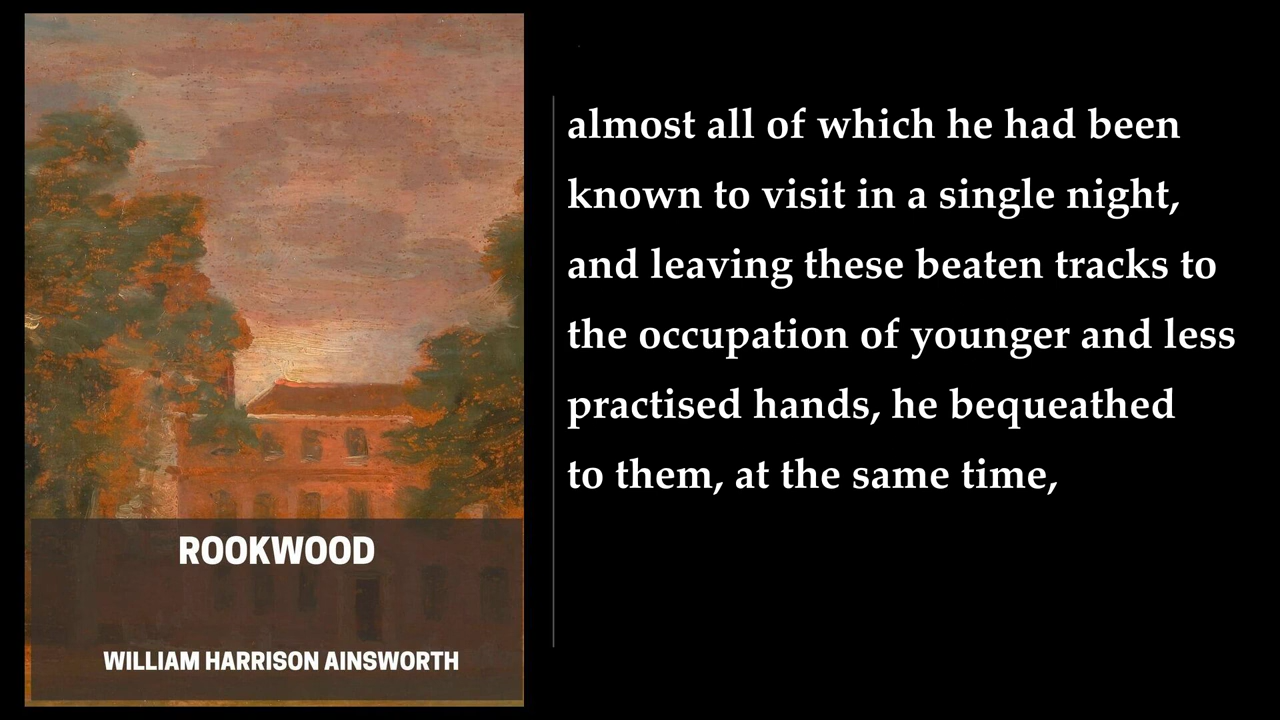 almost all of which he had been
known to visit in a single night,
and leaving these beaten tracks to
the occupation of younger and less
practised hands, he bequeathed
to them, at the same time,
ROOKWOOD
WILLIAM HARRISON AINSWORTH